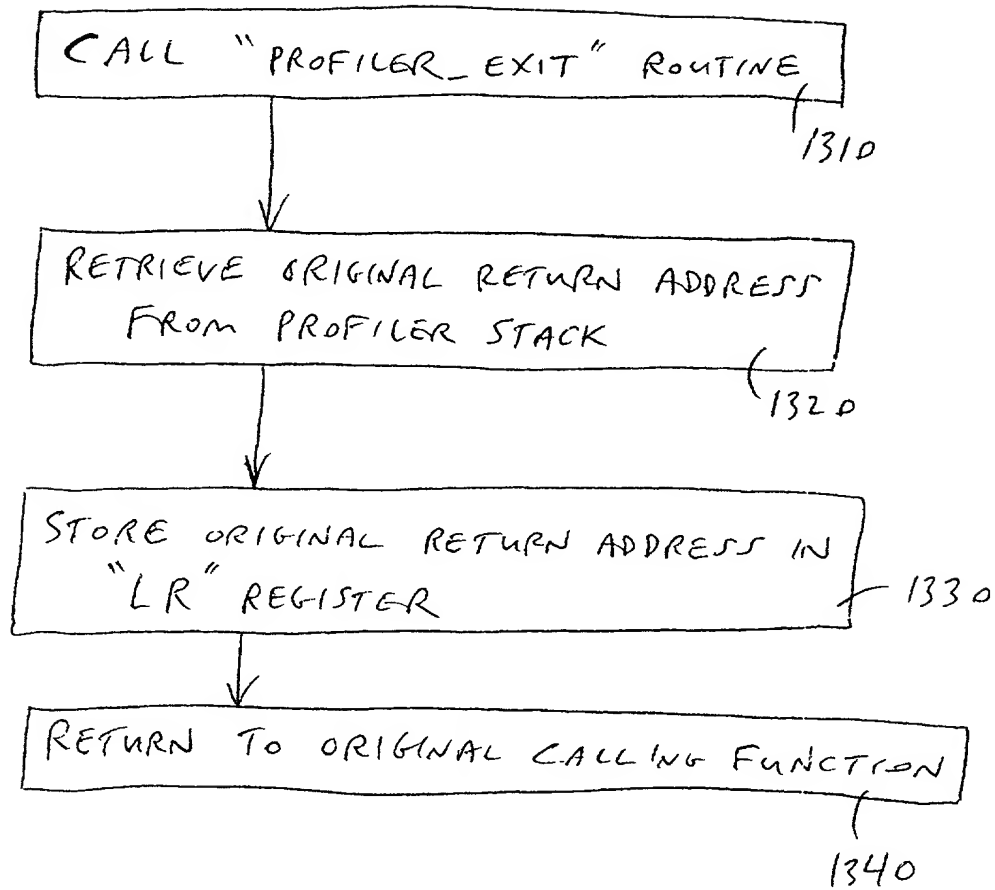 CALL "PROFILER_EXIT" ROUTINE
1310
RETRIEVE ORIGINAL RETURN ADDRESS
FROM PROFILER STACK
1320
STORE ORIGINAL RETURN ADDRESS IN
"LR" REGISTER
1330
RETURN TO ORIGINAL CALLING FUNCTION
1340